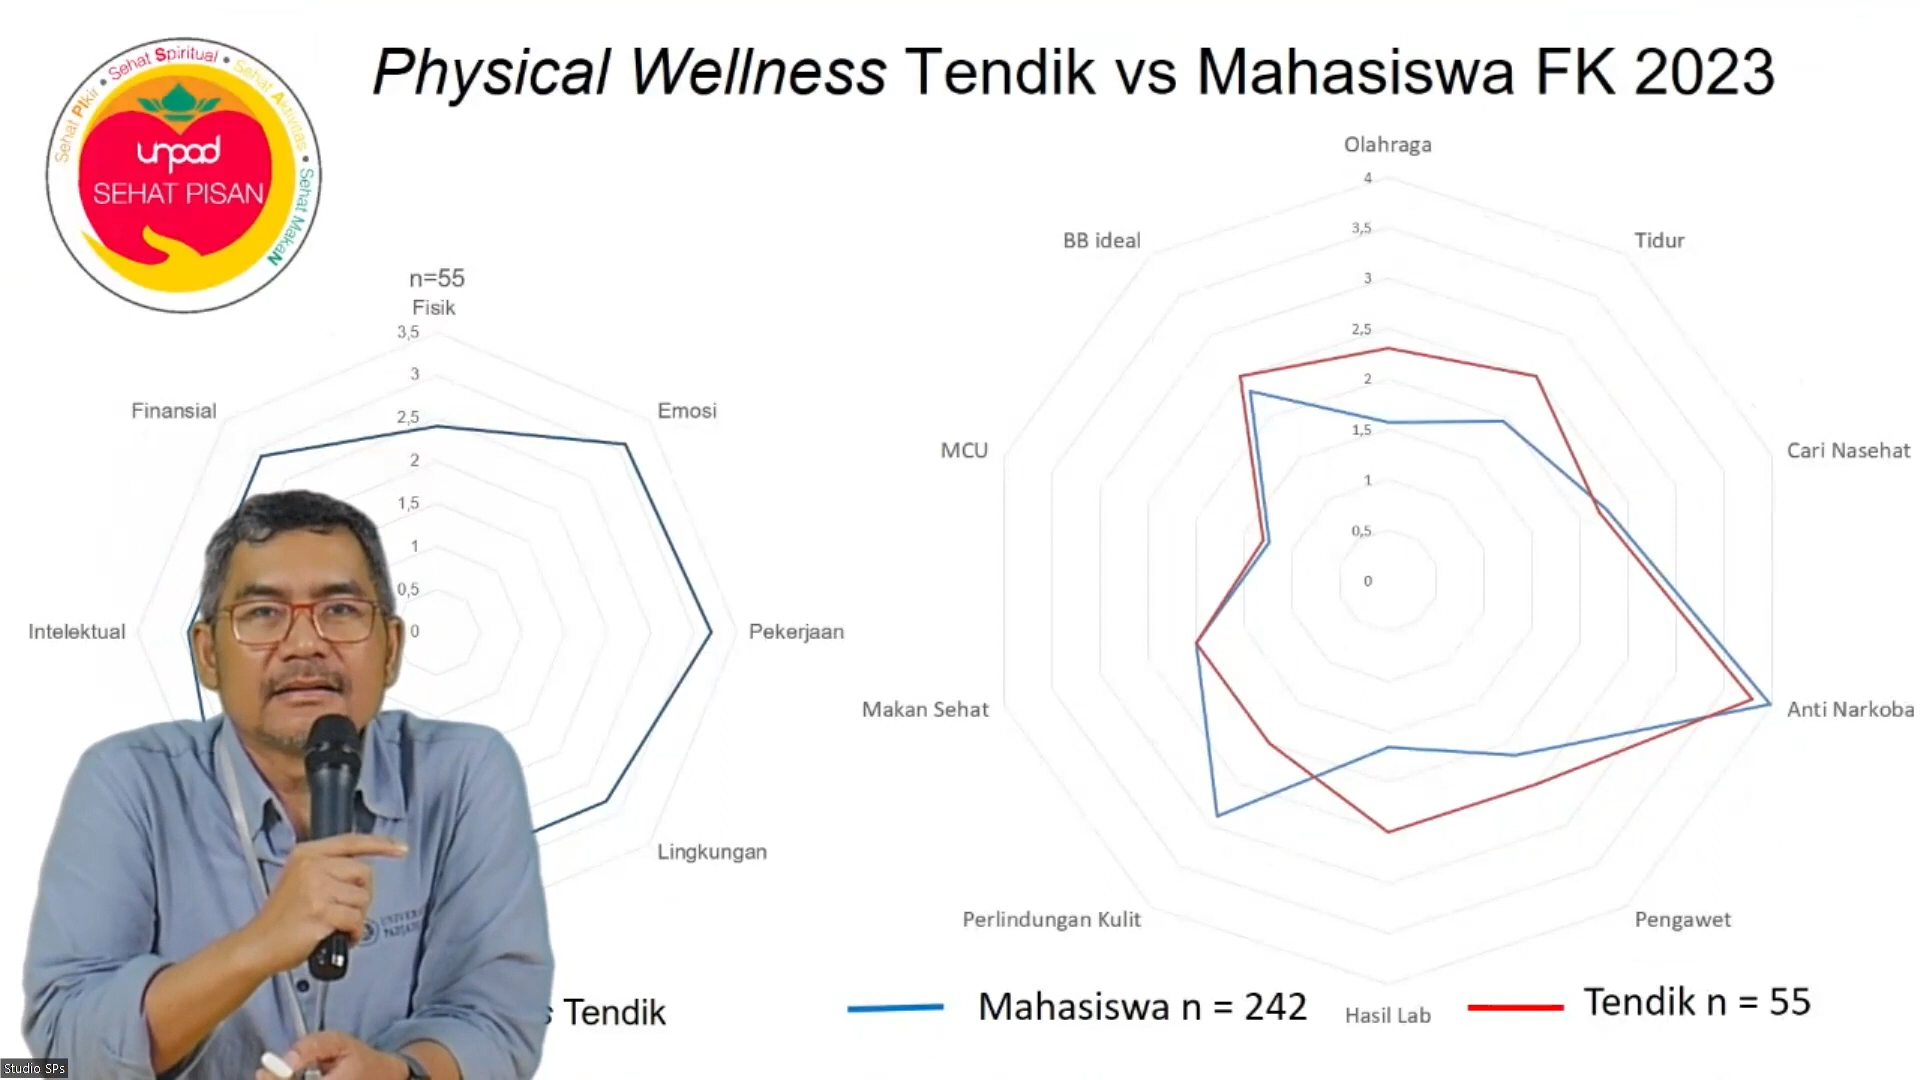 Physical Wellness Tendik vs Mahasiswa FK 2023
Sehat PIkir • Sehat Spiritual • Sehat Aktivitas • Sehat MakaN
unpad
SEHAT PISAN
n=55
Fisik
3,5
3
2,5
2
1,5
1
0,5
0
Emosi
Pekerjaan
Lingkungan
Intelektual
Finansial
Tendik
Olahraga
4
3,5
3
2,5
2
1,5
1
0,5
0
Tidur
Cari Nasehat
Anti Narkoba
Pengawet
Hasil Lab
Perlindungan Kulit
Makan Sehat
MCU
BB ideal
Mahasiswa n = 242
Tendik n = 55
Studio SPs